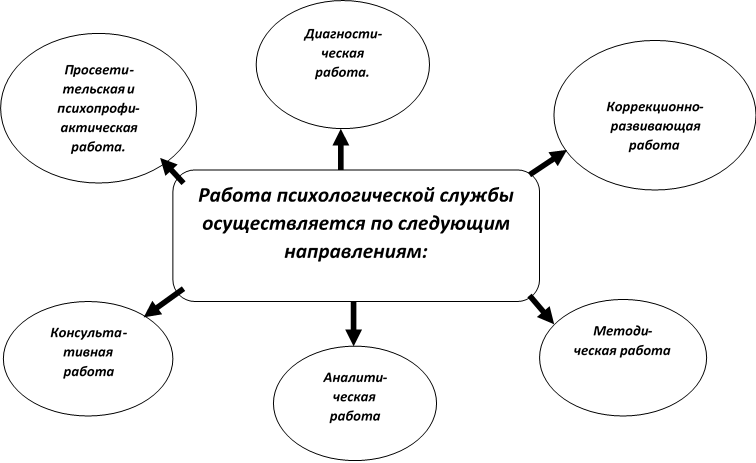 Диагности-
ческая
работа.
Просвети-
тельская и
психопрофи-
актическая
работа.
Коррекционно-
развивающая
работа
Работа психологической службы
осуществляется по следующим
направлениям:
Консульта-
тивная
работа
Аналити-
ческая
работа
Методи-
ческая работа